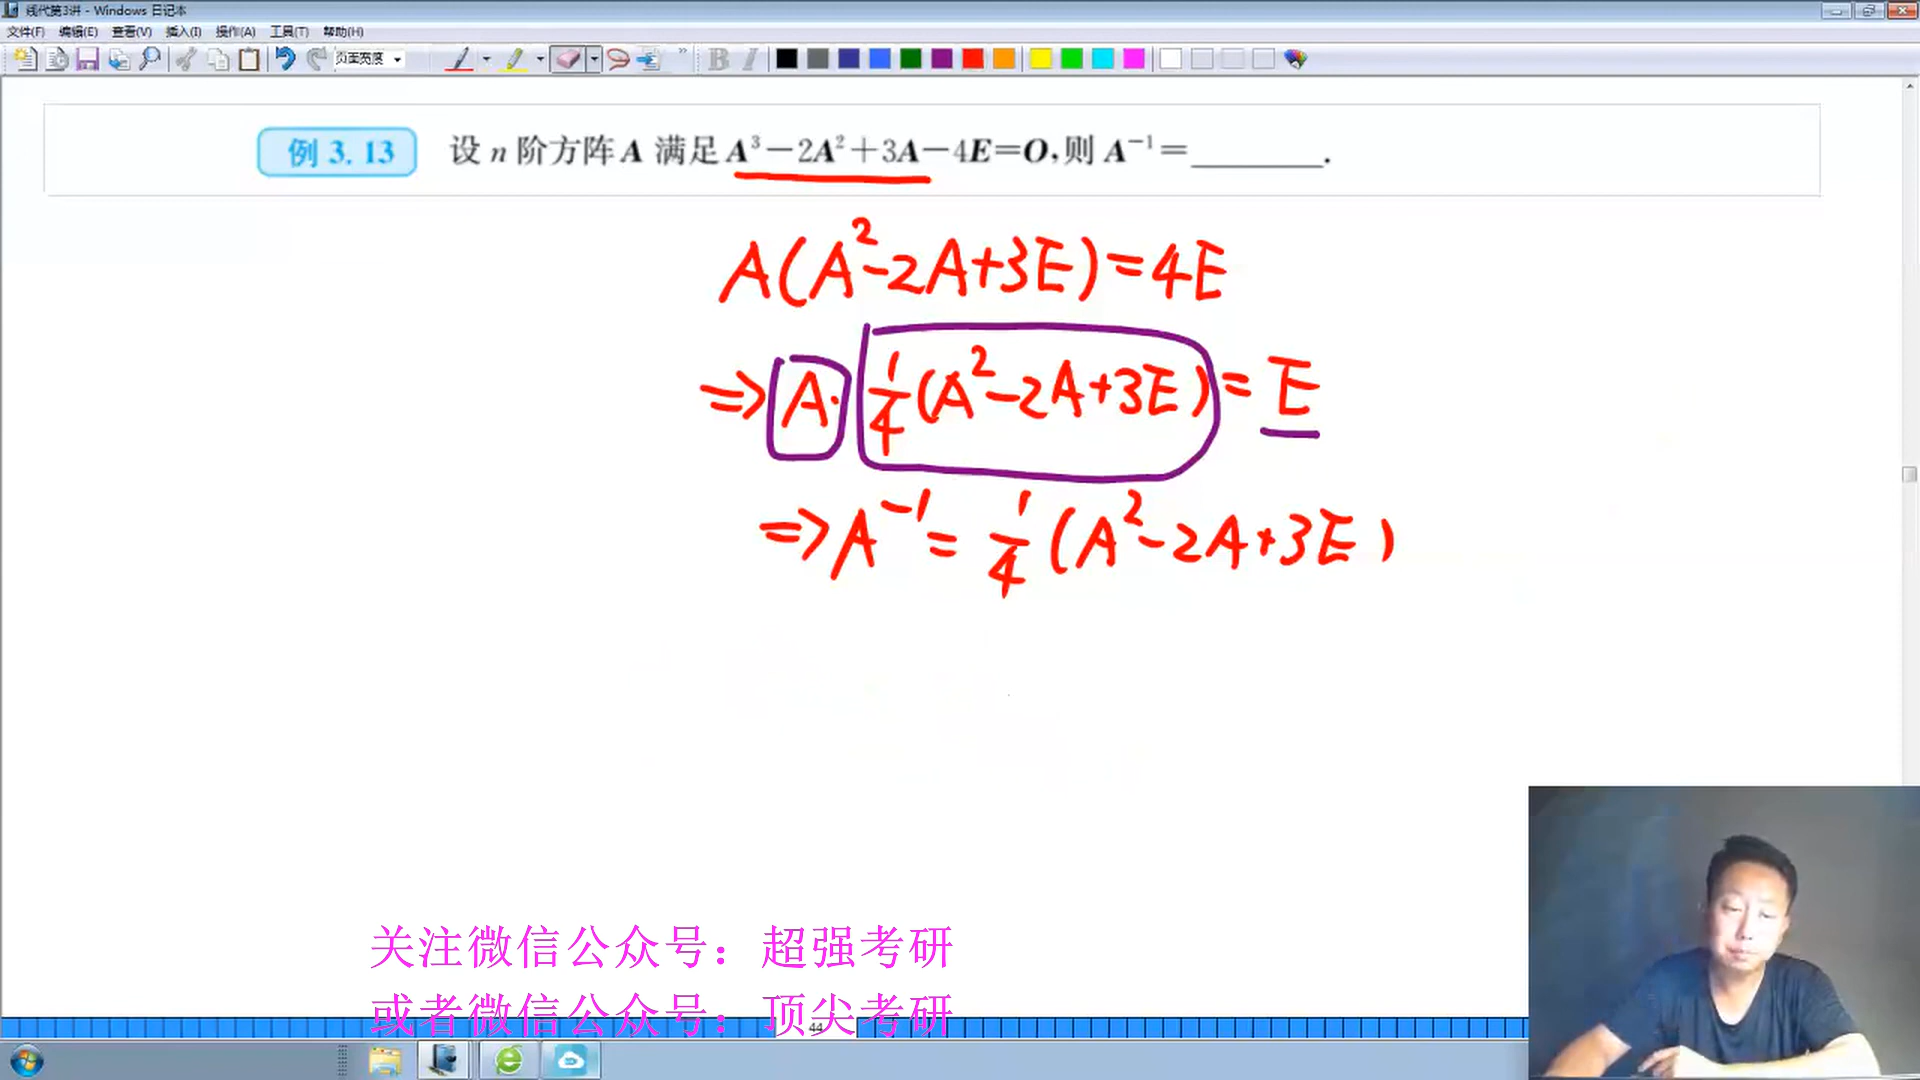 线代第3讲 - Windows 日记本
文件(F) 编辑(E) 查看(V) 插入(I) 操作(A) 工具(T) 帮助(H)
页面宽度
B I
例 3.13 设 n 阶方阵 A 满足 A³－2A²＋3A－4E＝O,则 A⁻¹＝________.
A(A²-2A+3E)=4E
⇒ A· 1/4 (A²-2A+3E) = E
⇒ A⁻¹ = 1/4 (A²-2A+3E)
关注微信公众号：超强考研
或者微信公众号：顶尖考研
44